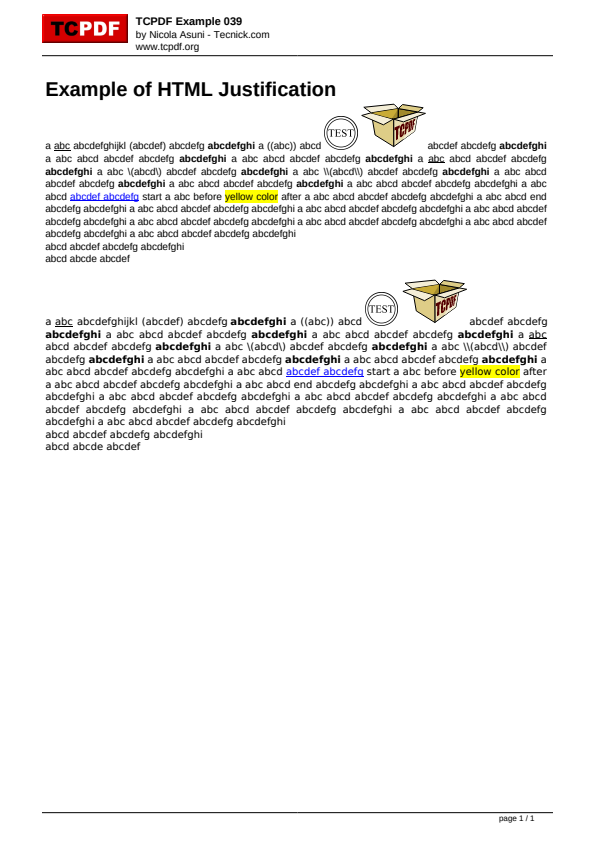 TCPDF
TCPDF Example 039
by Nicola Asuni - Tecnick.com
www.tcpdf.org
Example of HTML Justification
a abc abcdefghijkl (abcdef) abcdefg abcdefghi a ((abc)) abcd TEST TCPDF abcdef abcdefg abcdefghi
a abc abcd abcdef abcdefg abcdefghi a abc abcd abcdef abcdefg abcdefghi a abc abcd abcdef abcdefg
abcdefghi a abc \(abcd\) abcdef abcdefg abcdefghi a abc \\(abcd\\) abcdef abcdefg abcdefghi a abc abcd
abcdef abcdefg abcdefghi a abc abcd abcdef abcdefg abcdefghi a abc abcd abcdef abcdefg abcdefghi a abc
abcd abcdef abcdefg start a abc before yellow color after a abc abcd abcdef abcdefg abcdefghi a abc abcd end
abcdefg abcdefghi a abc abcd abcdef abcdefg abcdefghi a abc abcd abcdef abcdefg abcdefghi a abc abcd abcdef
abcdefg abcdefghi a abc abcd abcdef abcdefg abcdefghi a abc abcd abcdef abcdefg abcdefghi a abc abcd abcdef
abcdefg abcdefghi a abc abcd abcdef abcdefg abcdefghi
abcd abcdef abcdefg abcdefghi
abcd abcde abcdef
a abc abcdefghijkl (abcdef) abcdefg abcdefghi a ((abc)) abcd TEST TCPDF abcdef abcdefg
abcdefghi a abc abcd abcdef abcdefg abcdefghi a abc abcd abcdef abcdefg abcdefghi a abc
abcd abcdef abcdefg abcdefghi a abc \(abcd\) abcdef abcdefg abcdefghi a abc \\(abcd\\) abcdef
abcdefg abcdefghi a abc abcd abcdef abcdefg abcdefghi a abc abcd abcdef abcdefg abcdefghi a
abc abcd abcdef abcdefg abcdefghi a abc abcd abcdef abcdefg start a abc before yellow color after
a abc abcd abcdef abcdefg abcdefghi a abc abcd end abcdefg abcdefghi a abc abcd abcdef abcdefg
abcdefghi a abc abcd abcdef abcdefg abcdefghi a abc abcd abcdef abcdefg abcdefghi a abc abcd
abcdef abcdefg abcdefghi a abc abcd abcdef abcdefg abcdefghi a abc abcd abcdef abcdefg
abcdefghi a abc abcd abcdef abcdefg abcdefghi
abcd abcdef abcdefg abcdefghi
abcd abcde abcdef
page 1 / 1